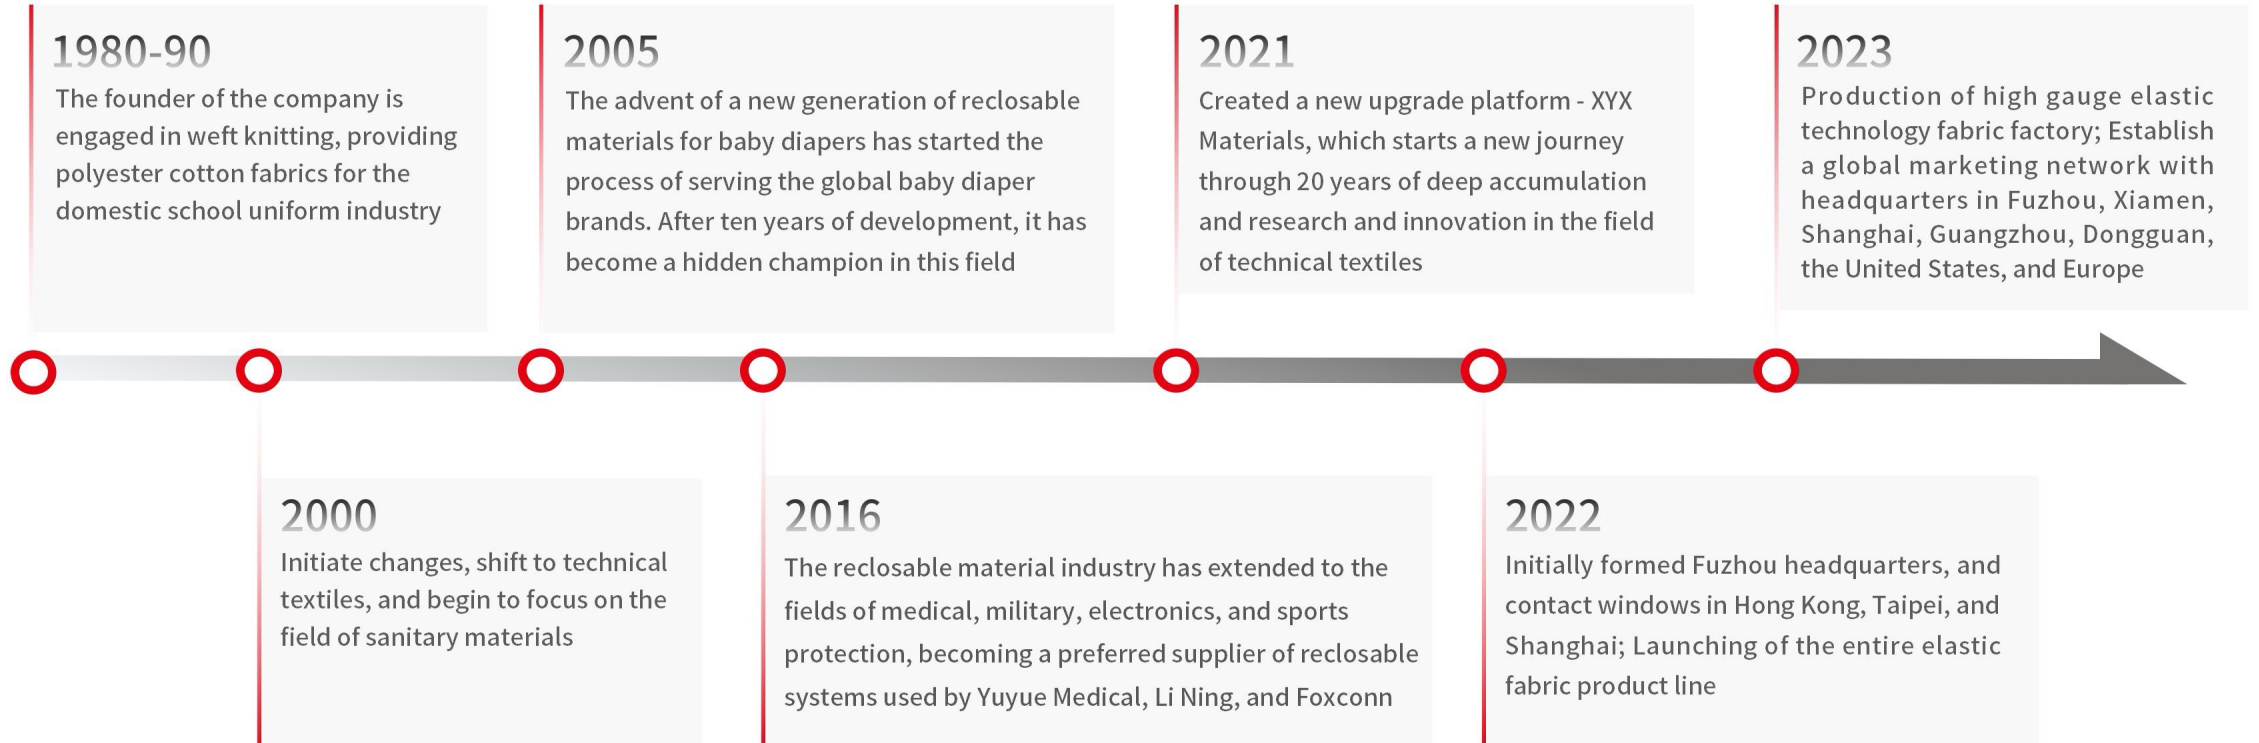 1980-90
The founder of the company is
engaged in weft knitting, providing
polyester cotton fabrics for the
domestic school uniform industry
2005
The advent of a new generation of reclosable
materials for baby diapers has started the
process of serving the global baby diaper
brands. After ten years of development, it has
become a hidden champion in this field
2021
Created a new upgrade platform - XYX
Materials, which starts a new journey
through 20 years of deep accumulation
and research and innovation in the field
of technical textiles
2023
Production of high gauge elastic
technology fabric factory; Establish
a global marketing network with
headquarters in Fuzhou, Xiamen,
Shanghai, Guangzhou, Dongguan,
the United States, and Europe
2000
Initiate changes, shift to technical
textiles, and begin to focus on the
field of sanitary materials
2016
The reclosable material industry has extended to the
fields of medical, military, electronics, and sports
protection, becoming a preferred supplier of reclosable
systems used by Yuyue Medical, Li Ning, and Foxconn
2022
Initially formed Fuzhou headquarters, and
contact windows in Hong Kong, Taipei, and
Shanghai; Launching of the entire elastic
fabric product line